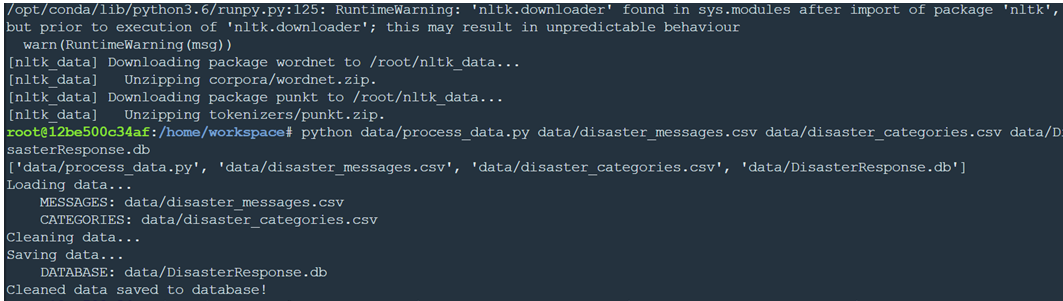 /opt/conda/lib/python3.6/runpy.py:125: RuntimeWarning: 'nltk.downloader' found in sys.modules after import of package 'nltk',
but prior to execution of 'nltk.downloader'; this may result in unpredictable behaviour
  warn(RuntimeWarning(msg))
[nltk_data] Downloading package wordnet to /root/nltk_data...
[nltk_data]   Unzipping corpora/wordnet.zip.
[nltk_data] Downloading package punkt to /root/nltk_data...
[nltk_data]   Unzipping tokenizers/punkt.zip.
root@12be500c34af:/home/workspace# python data/process_data.py data/disaster_messages.csv data/disaster_categories.csv data/Di
sasterResponse.db
['data/process_data.py', 'data/disaster_messages.csv', 'data/disaster_categories.csv', 'data/DisasterResponse.db']
Loading data...
    MESSAGES: data/disaster_messages.csv
    CATEGORIES: data/disaster_categories.csv
Cleaning data...
Saving data...
    DATABASE: data/DisasterResponse.db
Cleaned data saved to database!